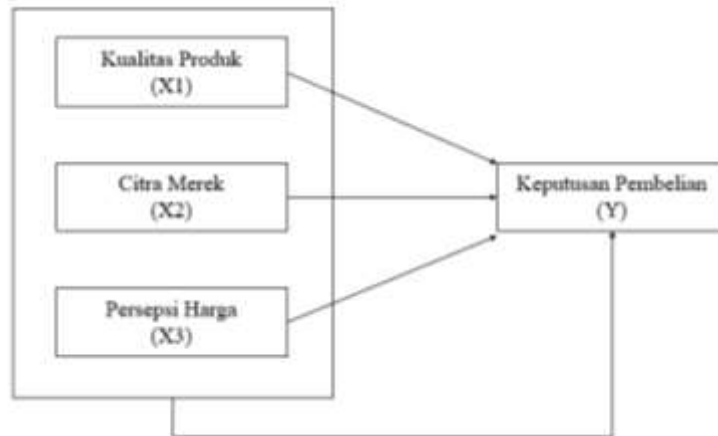 Kualitas Produk
(X1)
Citra Merek
(X2)
Keputusan Pembelian
(Y)
Persepsi Harga
(X3)